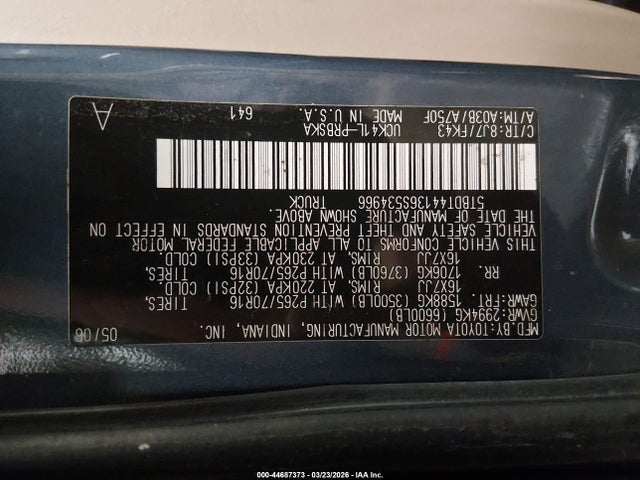 MFD.BY:TOYOTA MOTOR MANUFACTURING, INDIANA, INC. 05/06
GVWR:2994KG(6600LB)
GAWR:FRT. 1588KG (3500LB) WITH P265/70R16 TIRES
16X7JJ RIMS, AT 220KPA (32PSI) COLD.
RR. 1706KG (3760LB) WITH P265/70R16 TIRES
16X7JJ RIMS, AT 230KPA (33PSI) COLD.
THIS VEHICLE CONFORMS TO ALL APPLICABLE FEDERAL MOTOR
VEHICLE SAFETY AND THEFT PREVENTION STANDARDS IN EFFECT ON
THE DATE OF MANUFACTURE SHOWN ABOVE.
5TBDT44136S534966 TRUCK
C/TR:8J7/FK43 UCK41L-PRBSKA 641 A
A/TM:A03B/A750F MADE IN U.S.A.
000-44687373 - 03/23/2026 - IAA Inc.